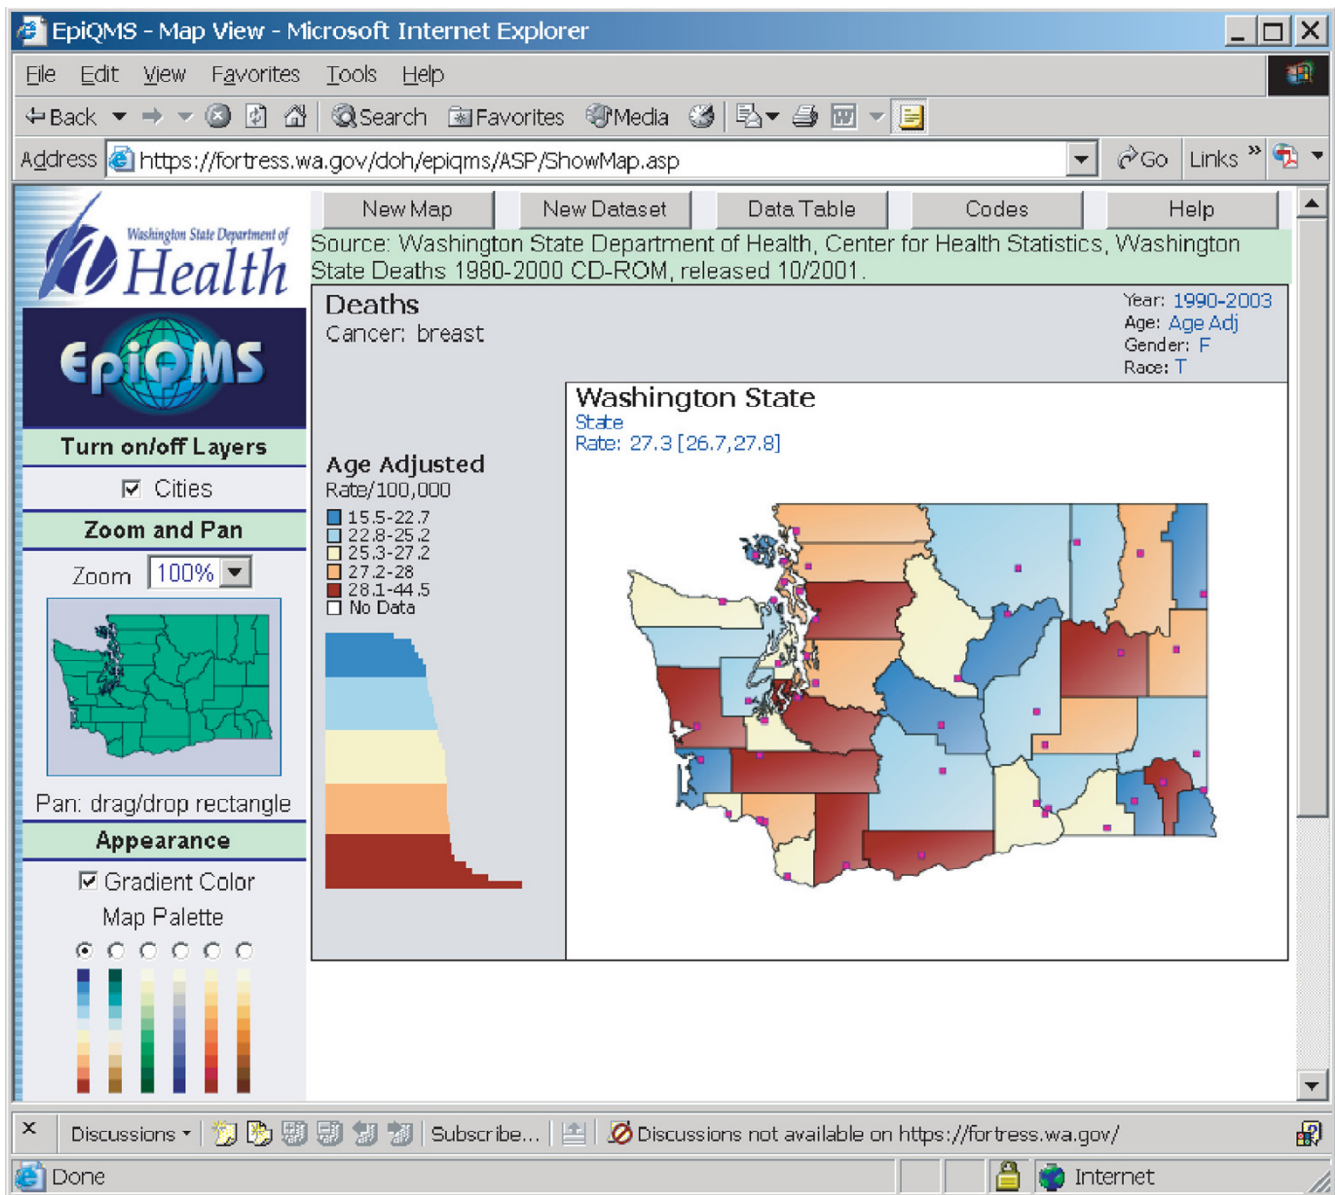 EpiQMS - Map View - Microsoft Internet Explorer
File Edit View Favorites Tools Help
Back Search Favorites Media
Address https://fortress.wa.gov/doh/epiqms/ASP/ShowMap.asp Go Links »
New Map New Dataset Data Table Codes Help
Washington State Department of
Health
Source: Washington State Department of Health, Center for Health Statistics, Washington
State Deaths 1980-2000 CD-ROM, released 10/2001.
EpiQMS
Deaths
Cancer: breast
Year: 1990-2003
Age: Age Adj
Gender: F
Race: T
Washington State
State
Rate: 27.3 [26.7,27.8]
Turn on/off Layers
Cities
Zoom and Pan
Zoom 100%
Pan: drag/drop rectangle
Appearance
Gradient Color
Map Palette
Age Adjusted
Rate/100,000
15.5-22.7
22.8-25.2
25.3-27.2
27.2-28
28.1-44.5
No Data
x Discussions Subscribe... Discussions not available on https://fortress.wa.gov/
Done Internet